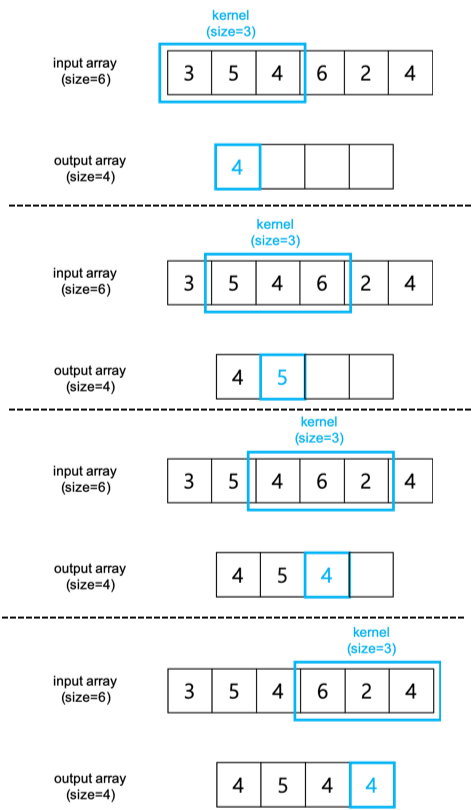 kernel
(size=3)
input array
(size=6)
3 5 4 6 2 4
output array
(size=4)
4
kernel
(size=3)
input array
(size=6)
3 5 4 6 2 4
output array
(size=4)
4 5
kernel
(size=3)
input array
(size=6)
3 5 4 6 2 4
output array
(size=4)
4 5 4
kernel
(size=3)
input array
(size=6)
3 5 4 6 2 4
output array
(size=4)
4 5 4 4